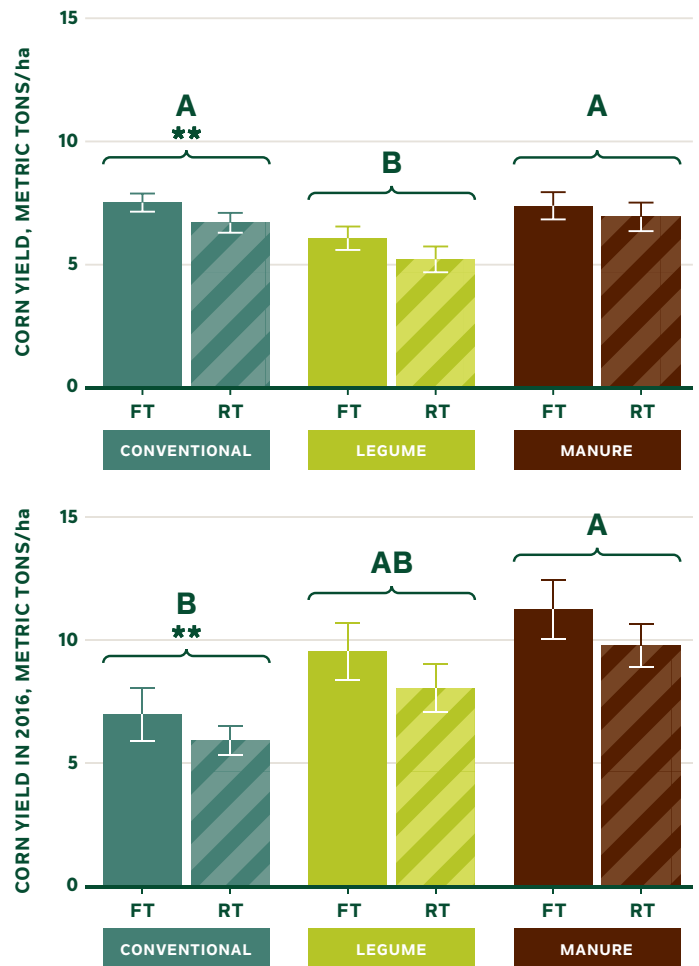 CORN YIELD, METRIC TONS/ha
15
10
5
0
A
**
B
A
FT RT FT RT FT RT
CONVENTIONAL LEGUME MANURE
CORN YIELD IN 2016, METRIC TONS/ha
15
10
5
0
B
**
AB
A
FT RT FT RT FT RT
CONVENTIONAL LEGUME MANURE